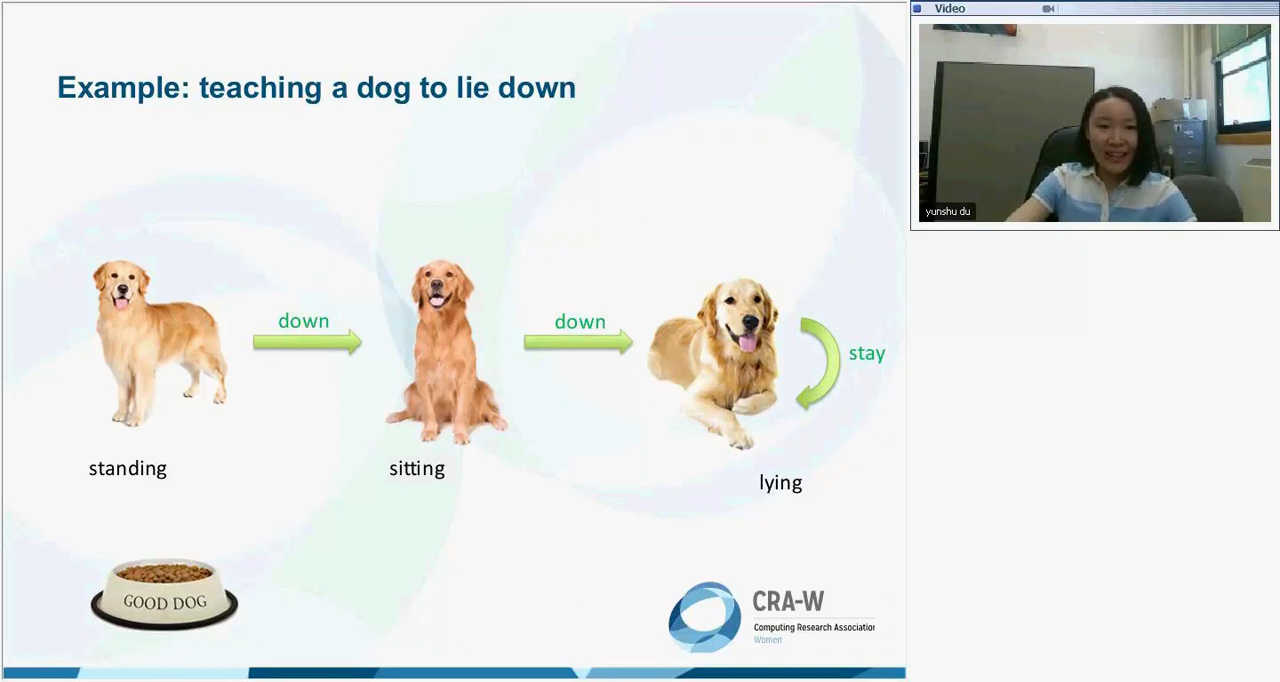 Video
Example: teaching a dog to lie down
yunshu du
down
down
stay
standing
sitting
lying
GOOD DOG
CRA-W
Computing Research Association
Women